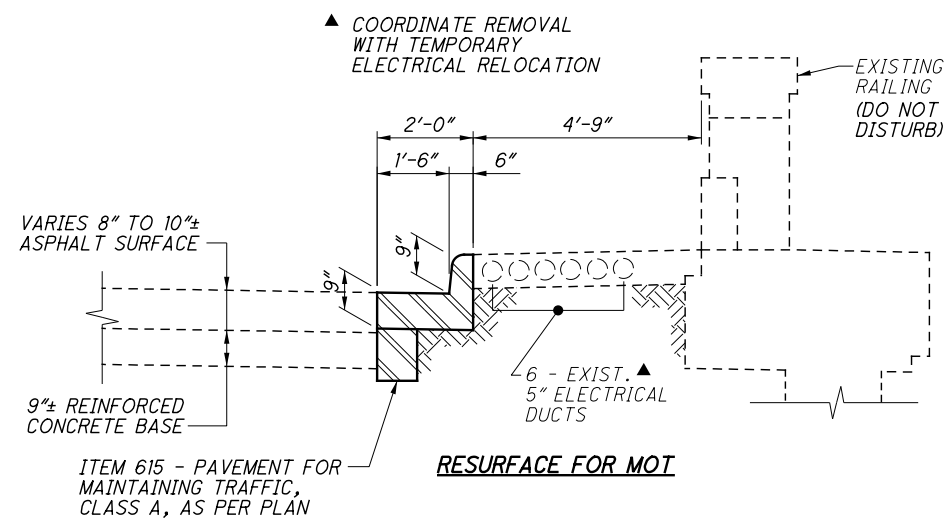 ▲ COORDINATE REMOVAL
WITH TEMPORARY
ELECTRICAL RELOCATION
EXISTING
RAILING
(DO NOT
DISTURB)
2'-0"
4'-9"
1'-6"
6"
VARIES 8" TO 10"±
ASPHALT SURFACE
9"
9"
6 - EXIST. ▲
5" ELECTRICAL
DUCTS
9"± REINFORCED
CONCRETE BASE
ITEM 615 - PAVEMENT FOR
MAINTAINING TRAFFIC,
CLASS A, AS PER PLAN
RESURFACE FOR MOT